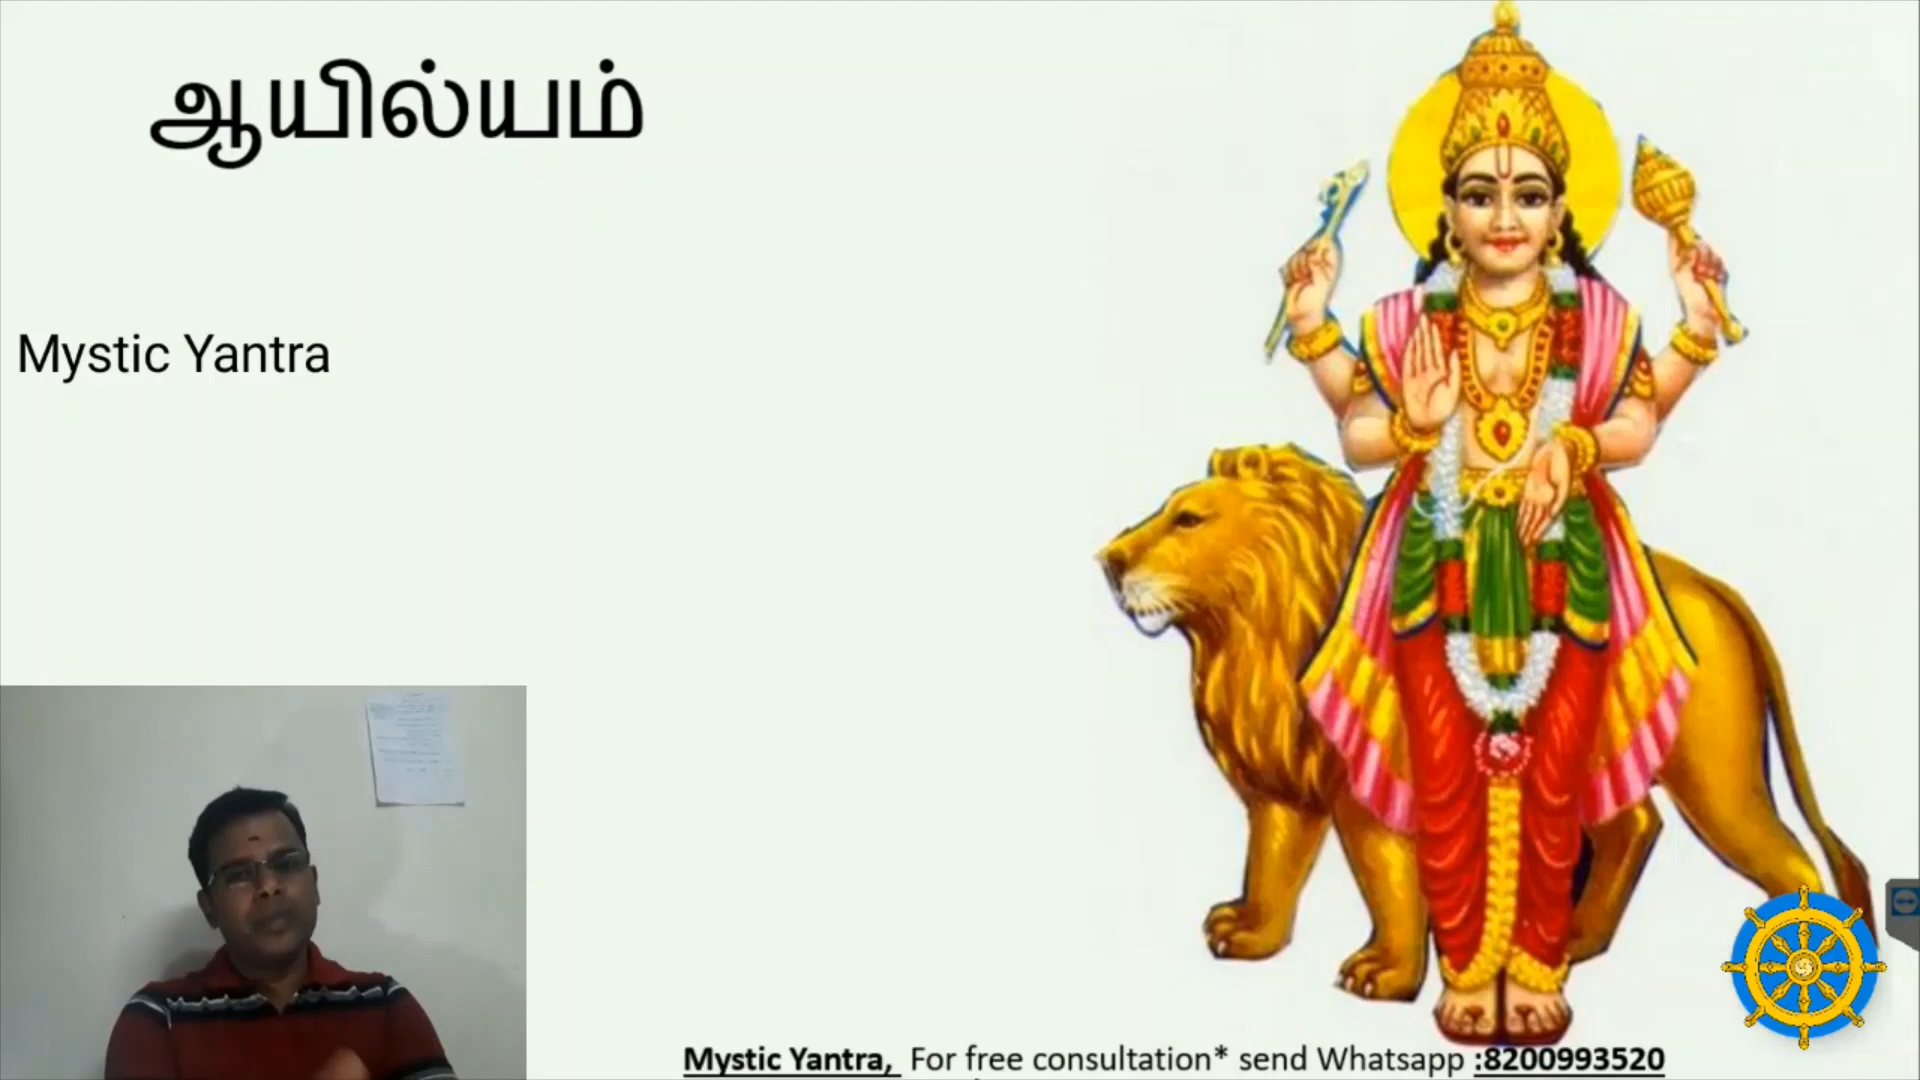 ஆயில்யம்
Mystic Yantra
Mystic Yantra, For free consultation* send Whatsapp :8200993520